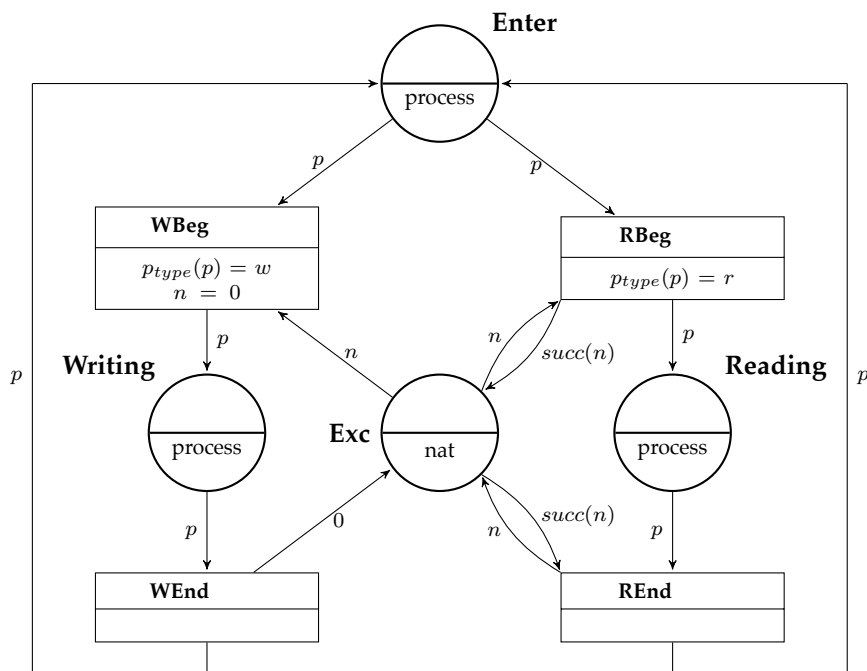 Enter
process
p
p
WBeg
p_type(p) = w
n = 0
RBeg
p_type(p) = r
p
n
n
succ(n)
p
p
Writing
process
Exc
nat
Reading
process
p
p
0
n
succ(n)
p
WEnd
REnd